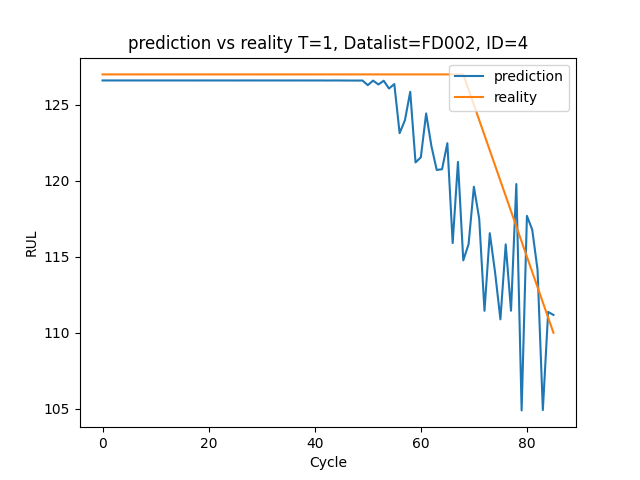 prediction vs reality T=1, Datalist=FD002, ID=4
prediction
reality
125
120
115
110
105
RUL
0 20 40 60 80
Cycle